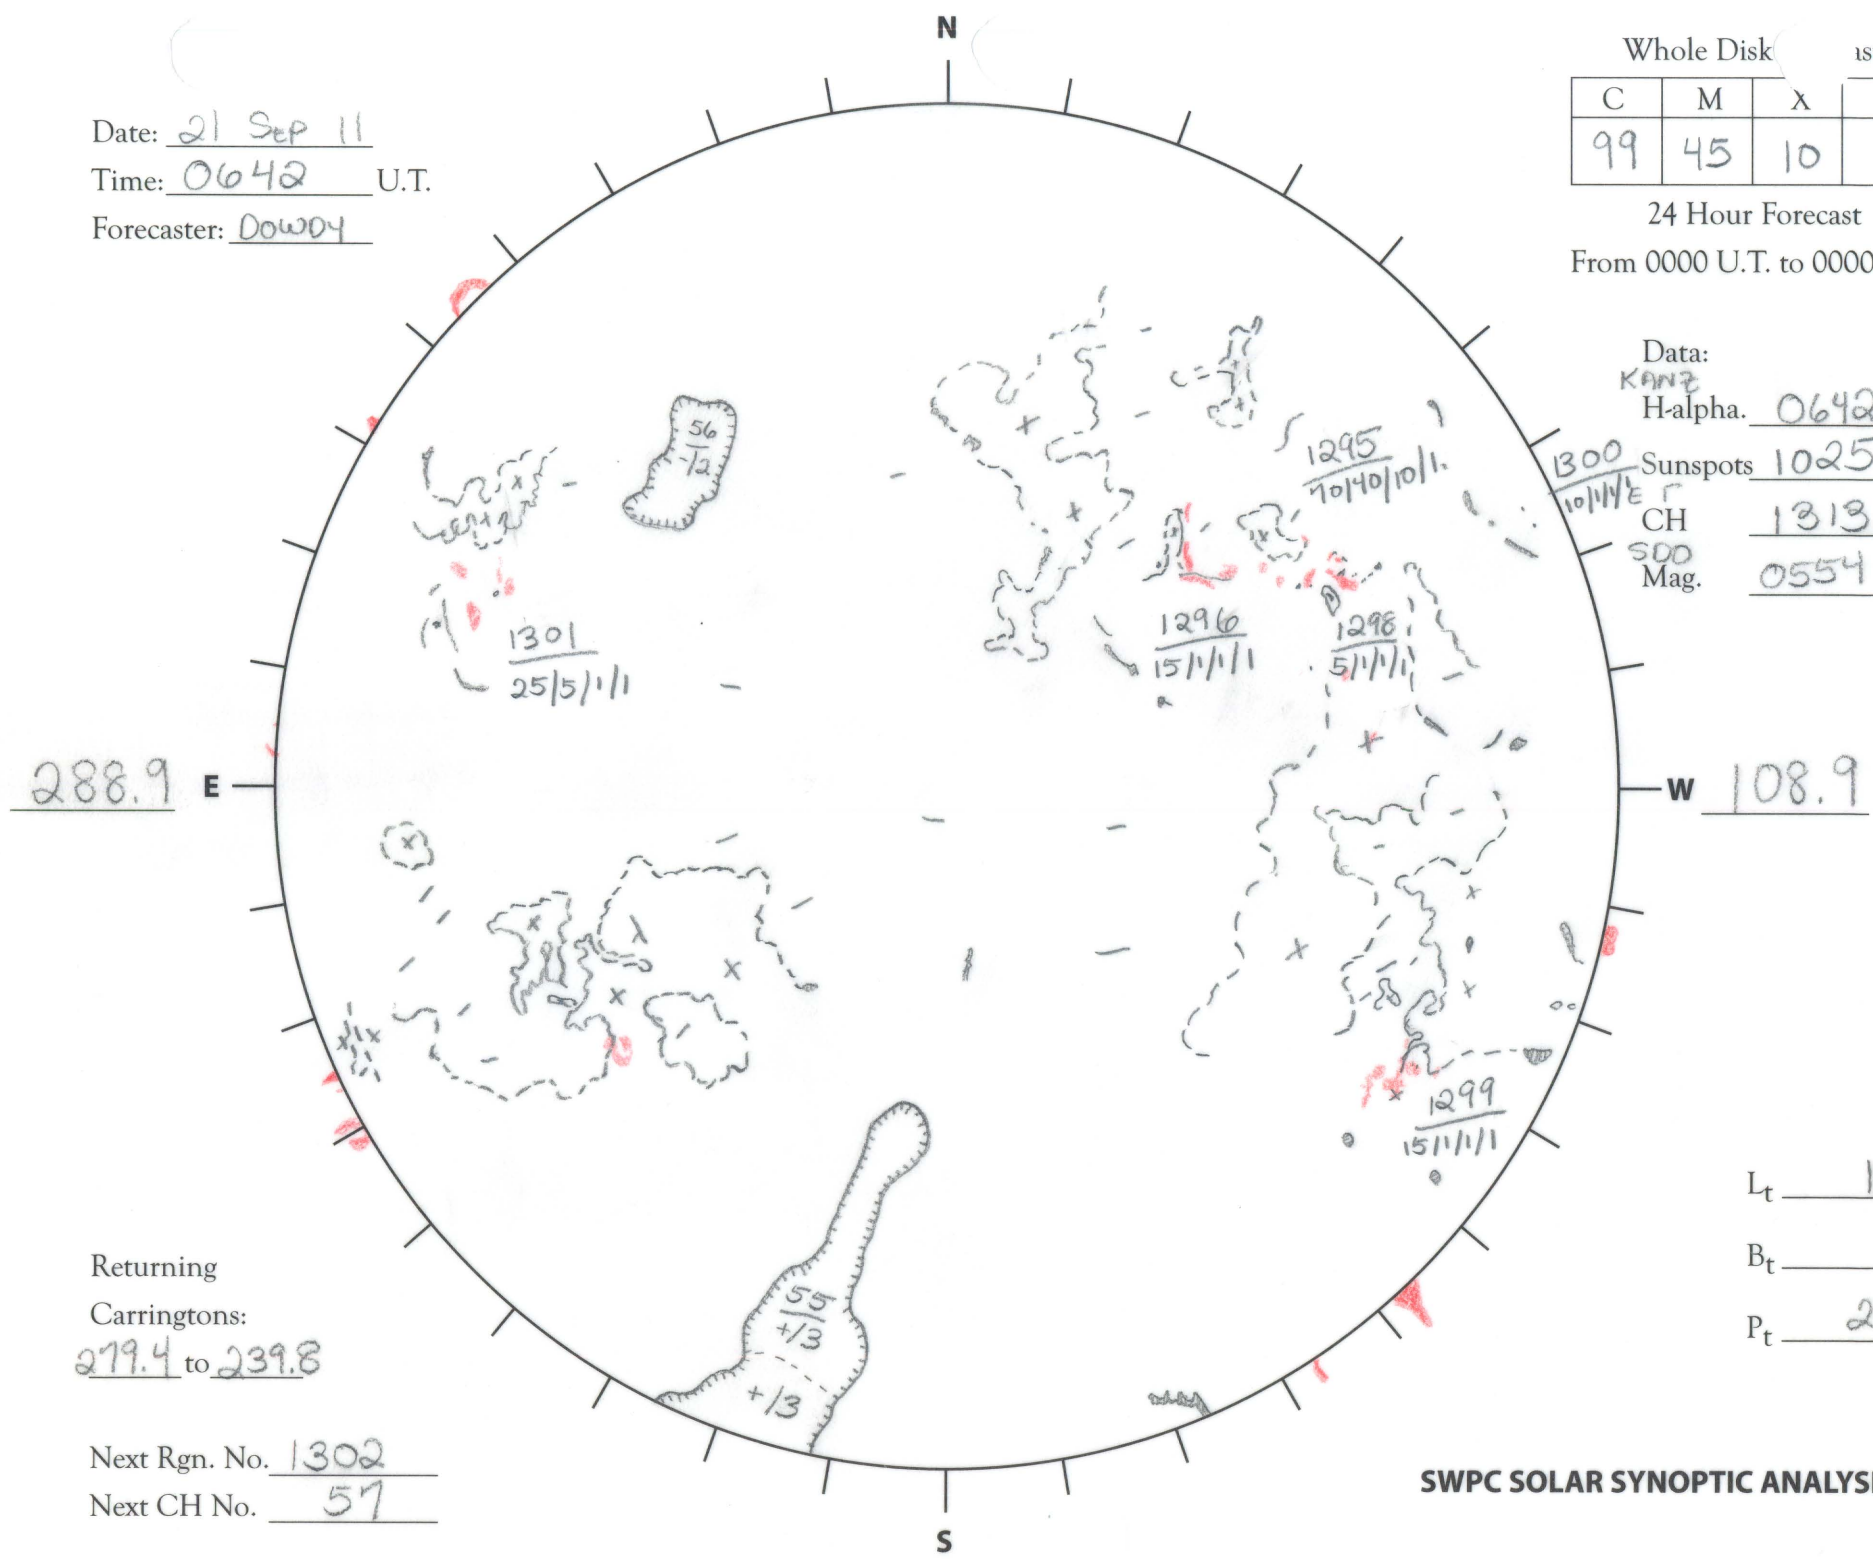 N
Whole Disk
C M X
99 45 10
24 Hour Forecast
From 0000 U.T. to 0000
Date: 21 Sep 11
Time: 0642 U.T.
Forecaster: DOWDY
Data:
KANZ
H-alpha. 0642
Sunspots 1025
CH 1313
SDO
Mag. 0554
1300
10/1/1/E
1295
70/40/10/1
56
-/2
1301
25/5/1/1
1296
15/1/1/1
1298
5/1/1/1
288.9 E
W 108.9
1299
15/1/1/1
Lt 1
Bt
Pt 2
55
+/3
+/3
Returning
Carringtons:
279.4 to 239.8
Next Rgn. No. 1302
Next CH No. 57
SWPC SOLAR SYNOPTIC ANALYS
S